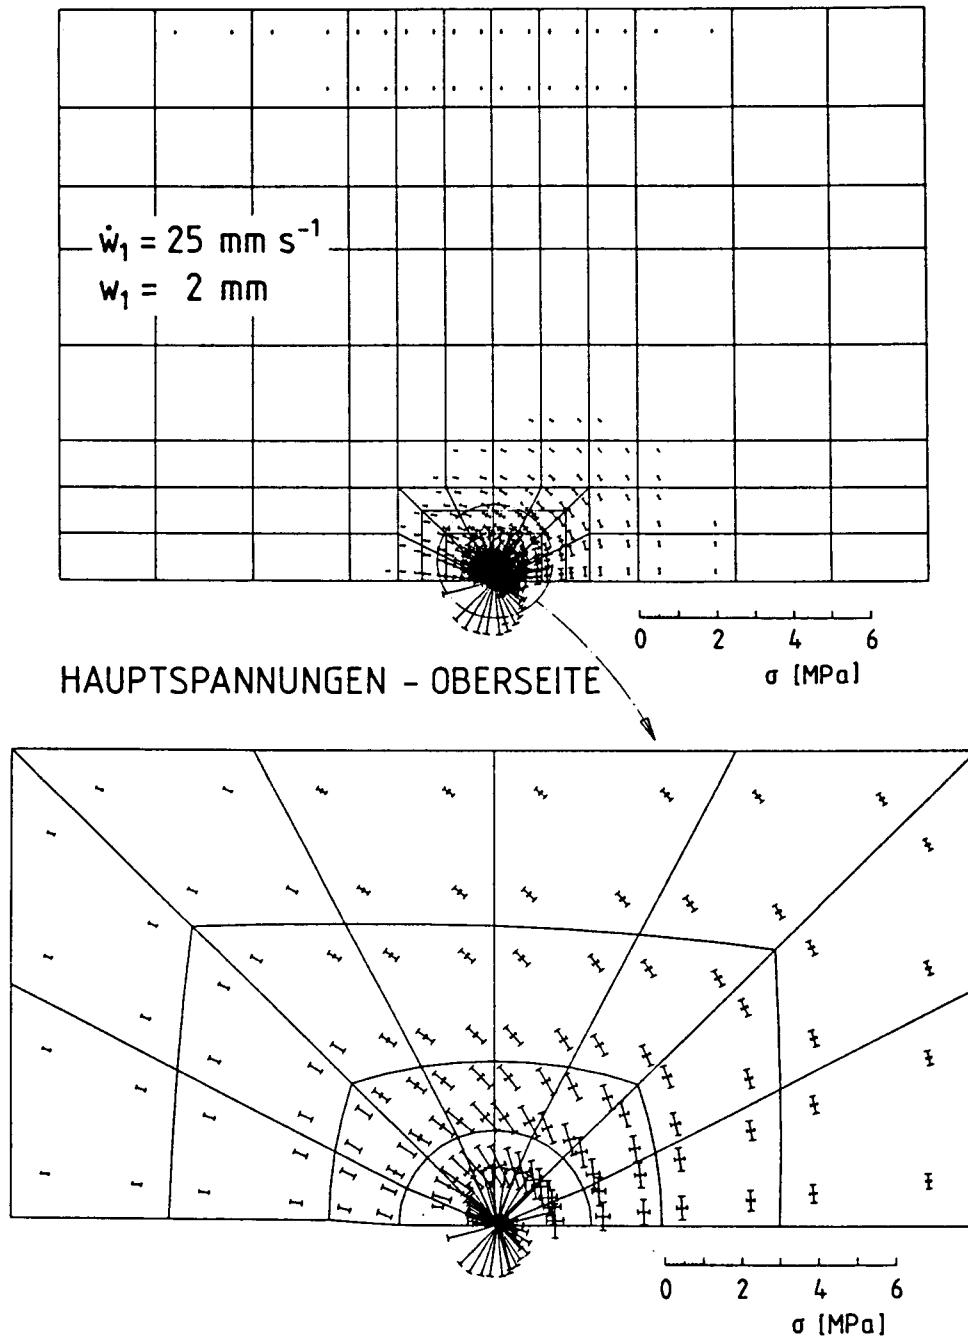 ẇ₁ = 25 mm s⁻¹
w₁ = 2 mm
0 2 4 6
σ [MPa]
HAUPTSPANNUNGEN - OBERSEITE
0 2 4 6
σ [MPa]